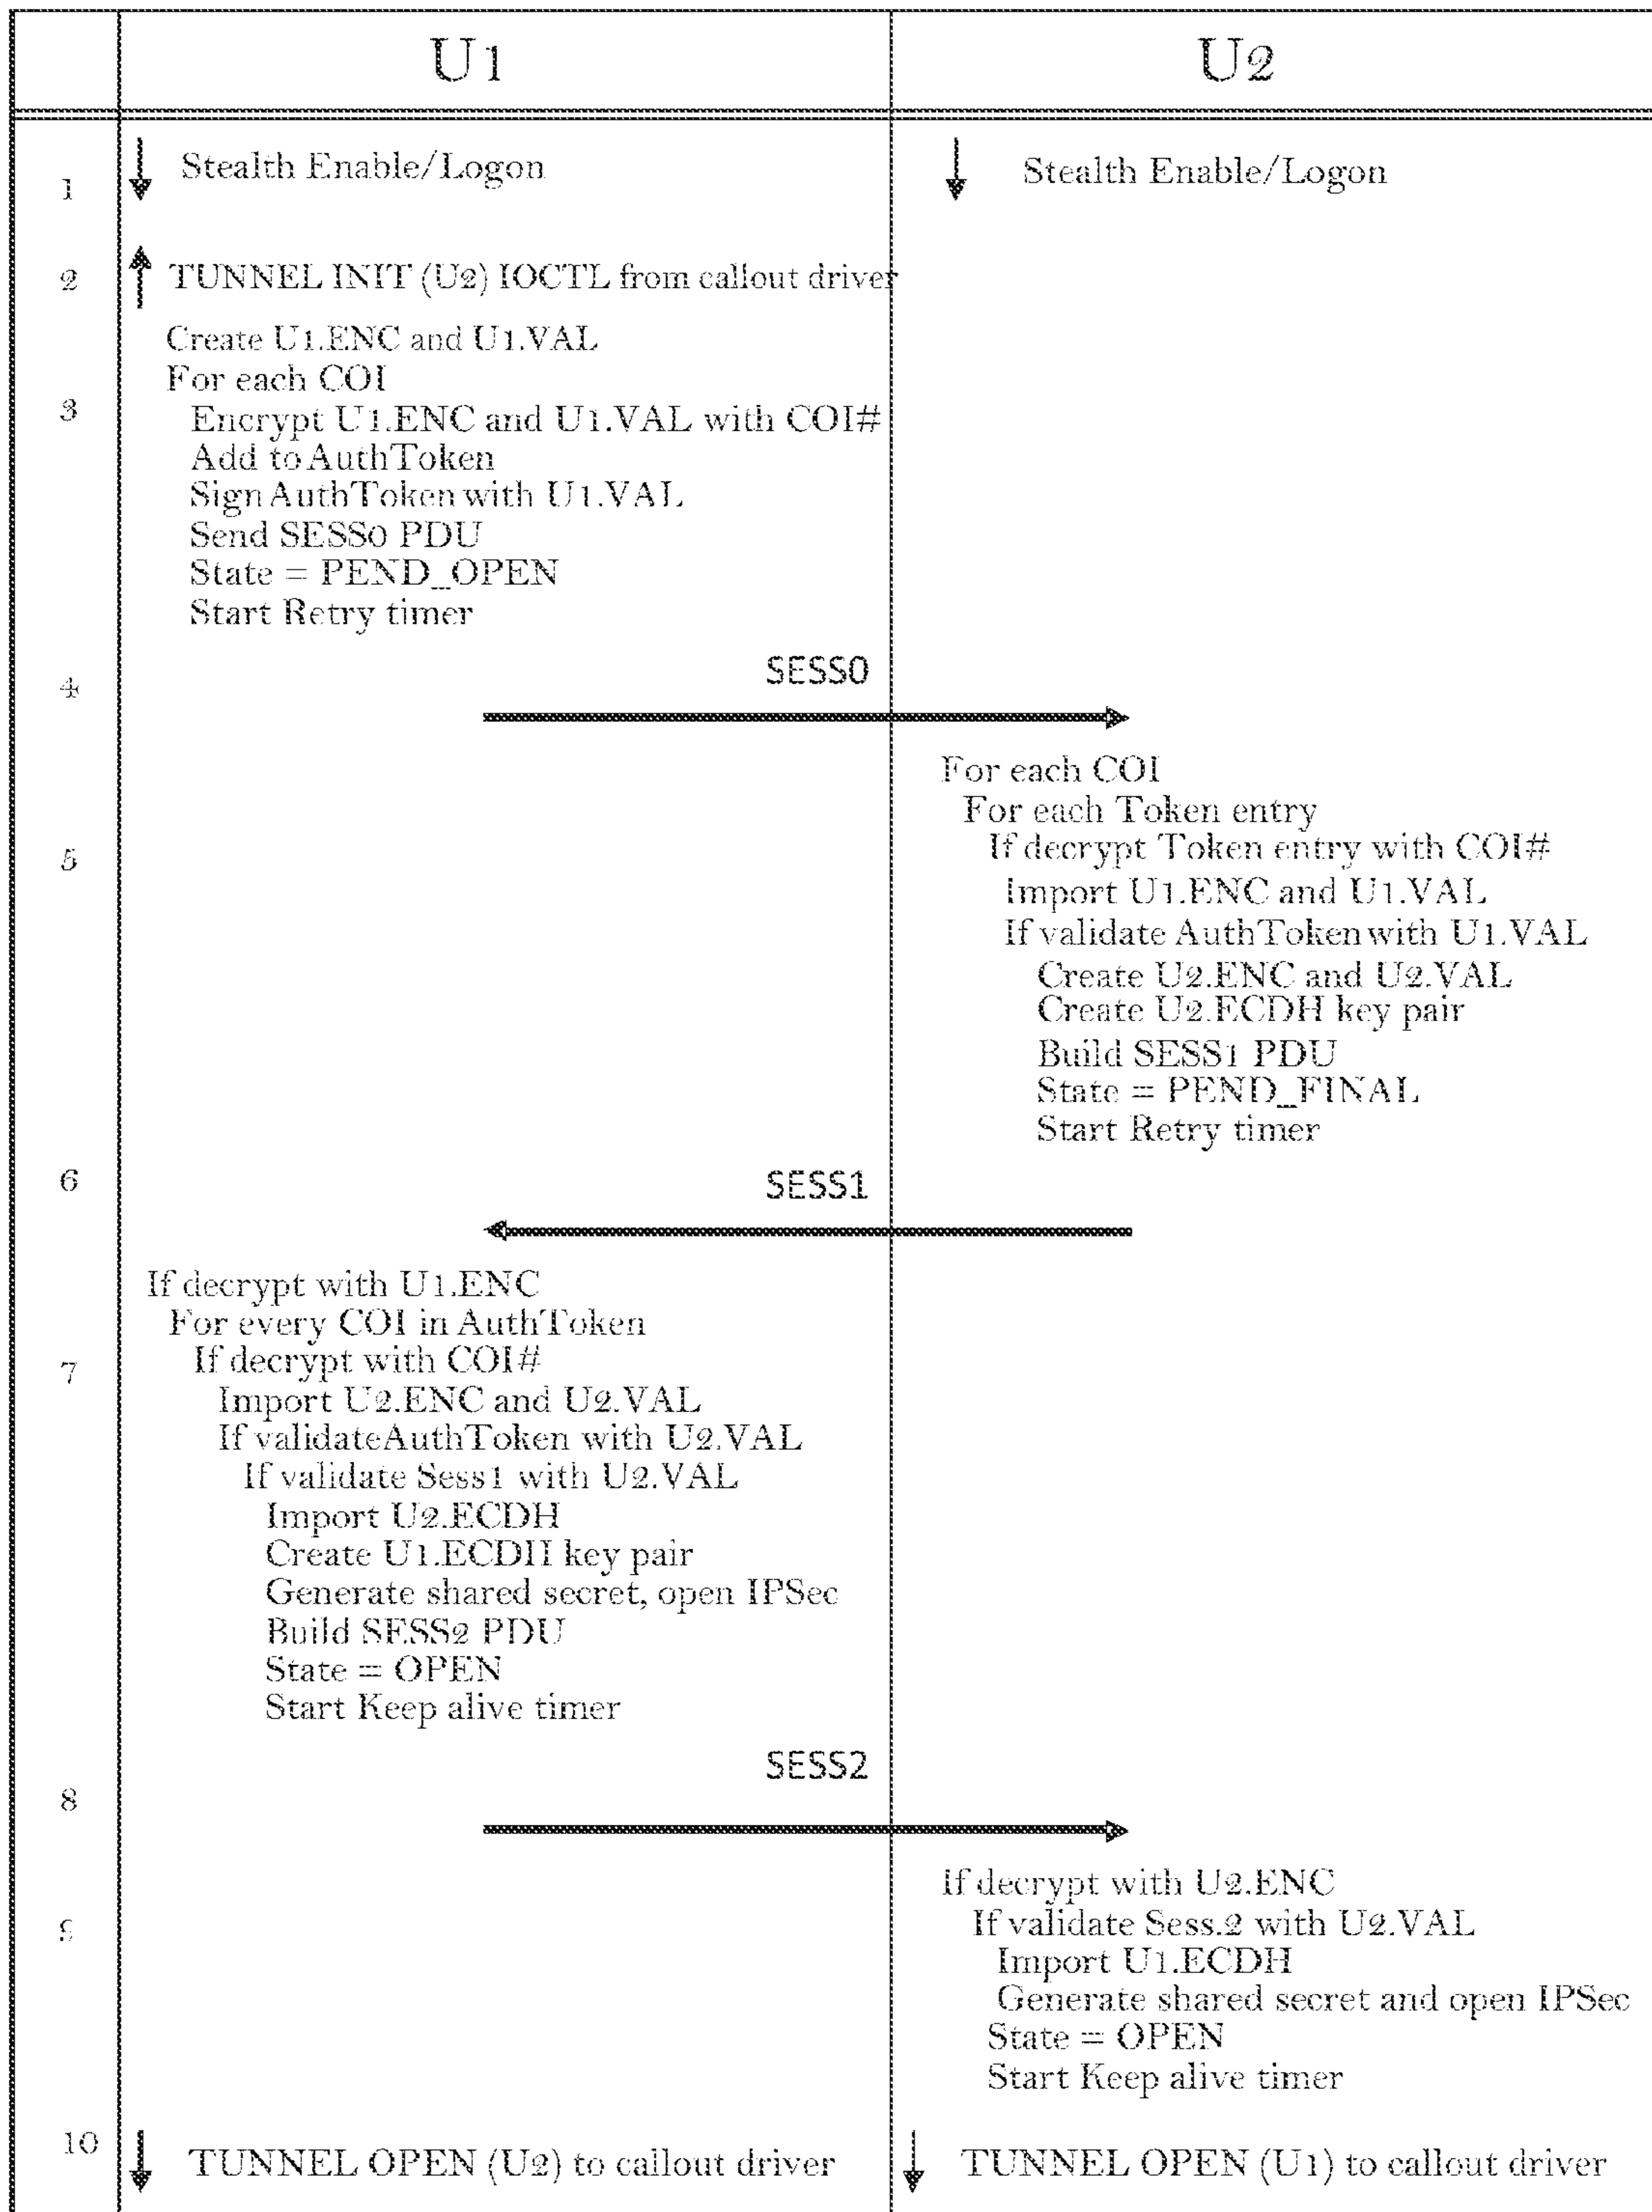 U1
U2
1
Stealth Enable/Logon
Stealth Enable/Logon
2
TUNNEL INIT (U2) IOCTL from callout driver
Create U1.ENC and U1.VAL
For each COI
3
Encrypt U1.ENC and U1.VAL with COI#
Add to AuthToken
Sign AuthToken with U1.VAL
Send SESS0 PDU
State = PEND_OPEN
Start Retry timer
4
SESS0
For each COI
For each Token entry
5
If decrypt Token entry with COI#
Import U1.ENC and U1.VAL
If validate AuthToken with U1.VAL
Create U2.ENC and U2.VAL
Create U2.ECDH key pair
Build SESS1 PDU
State = PEND_FINAL
Start Retry timer
6
SESS1
If decrypt with U1.ENC
For every COI in AuthToken
7
If decrypt with COI#
Import U2.ENC and U2.VAL
If validateAuthToken with U2.VAL
If validate Sess1 with U2.VAL
Import U2.ECDH
Create U1.ECDH key pair
Generate shared secret, open IPSec
Build SESS2 PDU
State = OPEN
Start Keep alive timer
8
SESS2
If decrypt with U2.ENC
9
If validate Sess.2 with U2.VAL
Import U1.ECDH
Generate shared secret and open IPSec
State = OPEN
Start Keep alive timer
10
TUNNEL OPEN (U2) to callout driver
TUNNEL OPEN (U1) to callout driver